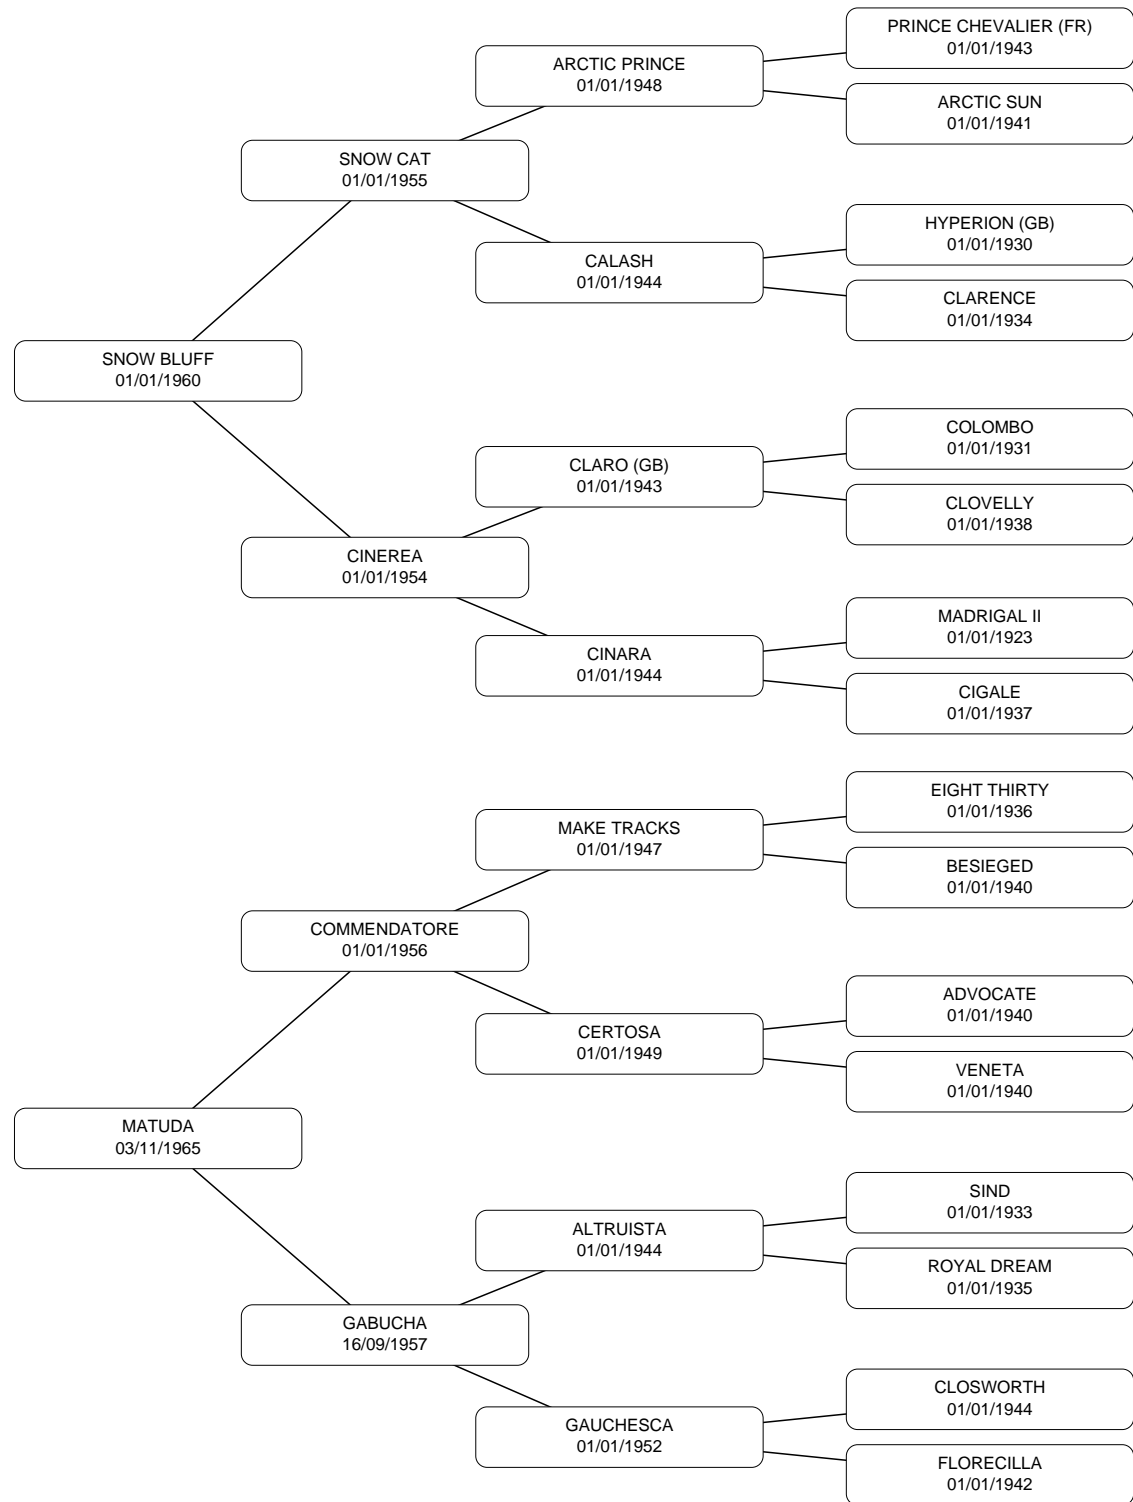 PRINCE CHEVALIER (FR)
01/01/1943
ARCTIC PRINCE
01/01/1948
ARCTIC SUN
01/01/1941
SNOW CAT
01/01/1955
HYPERION (GB)
01/01/1930
CALASH
01/01/1944
CLARENCE
01/01/1934
SNOW BLUFF
01/01/1960
COLOMBO
01/01/1931
CLARO (GB)
01/01/1943
CLOVELLY
01/01/1938
CINEREA
01/01/1954
MADRIGAL II
01/01/1923
CINARA
01/01/1944
CIGALE
01/01/1937
EIGHT THIRTY
01/01/1936
MAKE TRACKS
01/01/1947
BESIEGED
01/01/1940
COMMENDATORE
01/01/1956
ADVOCATE
01/01/1940
CERTOSA
01/01/1949
VENETA
01/01/1940
MATUDA
03/11/1965
SIND
01/01/1933
ALTRUISTA
01/01/1944
ROYAL DREAM
01/01/1935
GABUCHA
16/09/1957
CLOSWORTH
01/01/1944
GAUCHESCA
01/01/1952
FLORECILLA
01/01/1942